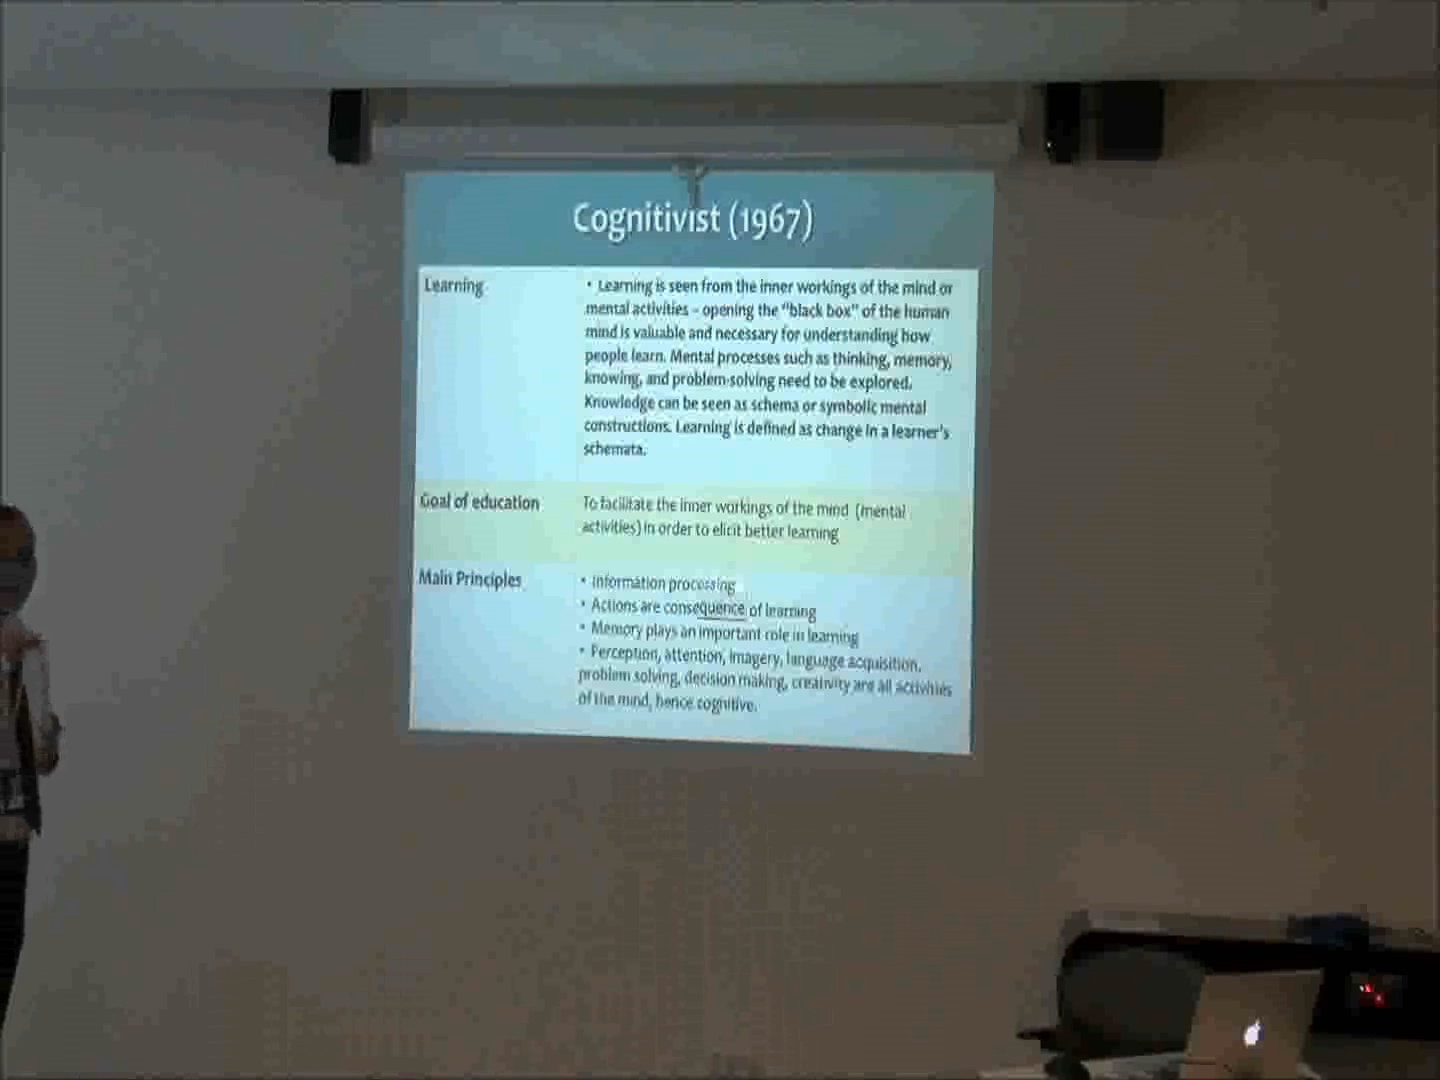 Cognitivist (1967)
Learning
• Learning is seen from the inner workings of the mind or
mental activities – opening the "black box" of the human
mind is valuable and necessary for understanding how
people learn. Mental processes such as thinking, memory,
knowing, and problem-solving need to be explored.
Knowledge can be seen as schema or symbolic mental
constructions. Learning is defined as change in a learner's
schemata.
Goal of education
To facilitate the inner workings of the mind (mental
activities) in order to elicit better learning
Main Principles
• Information processing
• Actions are consequence of learning
• Memory plays an important role in learning
• Perception, attention, imagery, language acquisition,
problem solving, decision making, creativity are all activities
of the mind, hence cognitive.